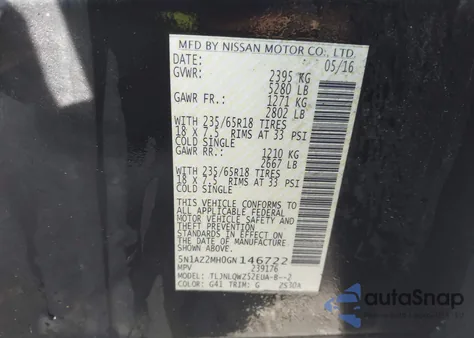 MFD BY NISSAN MOTOR CO., LTD.
DATE: 05/16
GVWR: 2395 KG
5280 LB
GAWR FR.: 1271 KG
2802 LB
WITH 235/65R18 TIRES
18 X 7.5 RIMS AT 33 PSI
COLD SINGLE
GAWR RR.: 1210 KG
2667 LB
WITH 235/65R18 TIRES
18 X 7.5 RIMS AT 33 PSI
COLD SINGLE
THIS VEHICLE CONFORMS TO
ALL APPLICABLE FEDERAL
MOTOR VEHICLE SAFETY
STANDARDS IN EFFECT ON
THE DATE OF MANUFACTURE
SHOWN ABOVE.
5N1AZ2MH0GN146722
MPV 239176
MODEL: TLJNLQWZ52EUA-B--2
COLOR: G41 TRIM: G
autoSnap